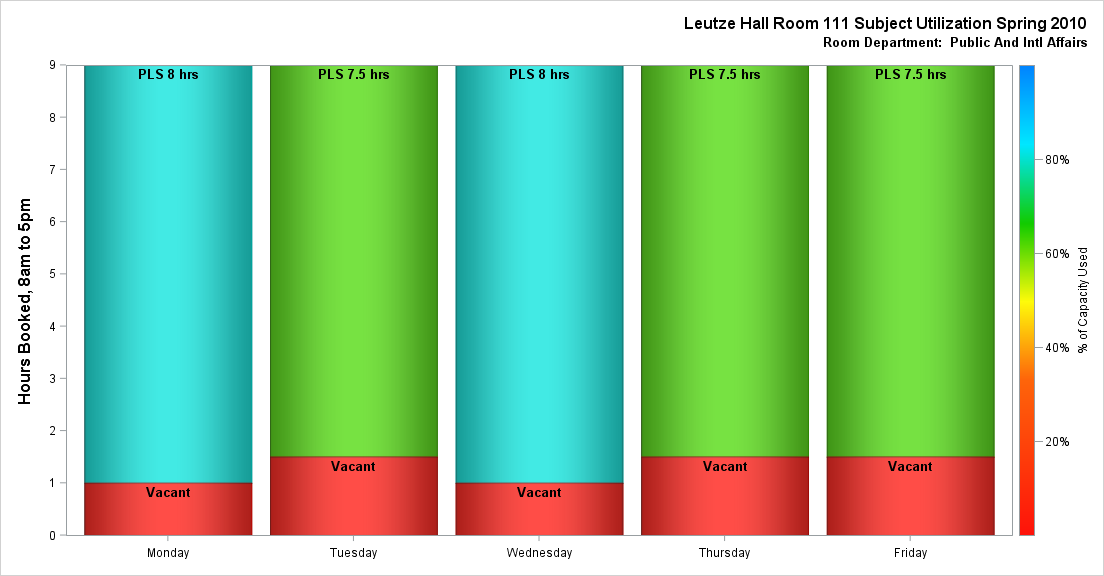 Leutze Hall Room 111 Subject Utilization Spring 2010
Room Department:  Public And Intl Affairs
Hours Booked, 8am to 5pm
9
8
7
6
5
4
3
2
1
0
PLS 8 hrs
PLS 7.5 hrs
PLS 8 hrs
PLS 7.5 hrs
PLS 7.5 hrs
Vacant
Vacant
Vacant
Vacant
Vacant
Monday
Tuesday
Wednesday
Thursday
Friday
80%
60%
40%
20%
% of Capacity Used